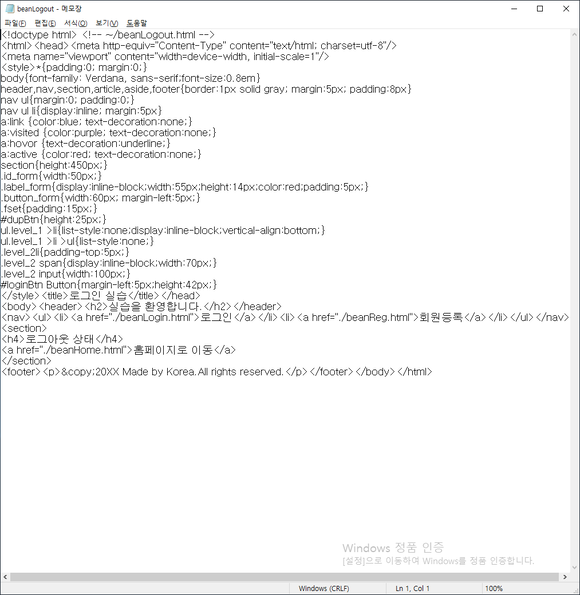 beanLogout - 메모장
파일(F) 편집(E) 서식(O) 보기(V) 도움말
<!doctype html> <!-- ~/beanLogout.html -->
<html><head><meta http-equiv="Content-Type" content="text/html; charset=utf-8"/>
<meta name="viewport" content="width=device-width, initial-scale=1"/>
<style>*{padding:0; margin:0;}
body{font-family: Verdana, sans-serif;font-size:0.8em}
header,nav,section,article,aside,footer{border:1px solid gray; margin:5px; padding:8px}
nav ul{margin:0; padding:0;}
nav ul li{display:inline; margin:5px}
a:link {color:blue; text-decoration:none;}
a:visited {color:purple; text-decoration:none;}
a:hovor {text-decoration:underline;}
a:active {color:red; text-decoration:none;}
section{height:450px;}
.id_form{width:50px;}
.label_form{display:inline-block;width:55px;height:14px;color:red;padding:5px;}
.button_form{width:60px; margin-left:5px;}
.fset{padding:15px;}
#dupBtn{height:25px;}
ul.level_1 >li{list-style:none;display:inline-block;vertical-align:bottom;}
ul.level_1 >li >ul{list-style:none;}
.level_2li{padding-top:5px;}
.level_2 span{display:inline-block;width:70px;}
.level_2 input{width:100px;}
#loginBtn Button{margin-left:5px;height:42px;}
</style><title>로그인 실습</title></head>
<body><header><h2>실습을 환영합니다.</h2></header>
<nav><ul><li><a href="./beanLogin.html">로그인</a></li><li><a href="./beanReg.html">회원등록</a></li></ul></nav>
<section>
<h4>로그아웃 상태</h4>
<a href="./beanHome.html">홈페이지로 이동</a>
</section>
<footer><p>&copy;20XX Made by Korea.All rights reserved.</p></footer></body></html>
Windows 정품 인증
[설정]으로 이동하여 Windows를 정품 인증합니다.
Windows (CRLF) Ln 1, Col 1 100%